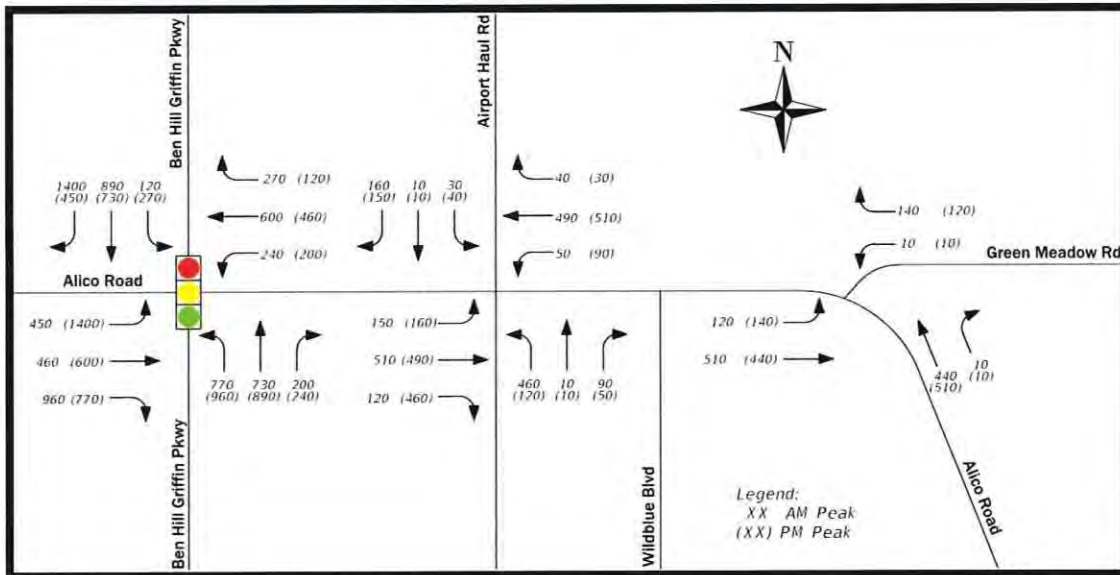 N
Ben Hill Griffin Pkwy
Airport Haul Rd
1400 890 120
(450) (730) (270)
270 (120)
600 (460)
240 (200)
160 10 30
(150) (10) (40)
40 (30)
490 (510)
50 (90)
140 (120)
10 (10)
Green Meadow Rd
Alico Road
450 (1400)
460 (600)
960 (770)
770 730 200
(960) (890) (240)
150 (160)
510 (490)
120 (460)
460 10 90
(120) (10) (50)
120 (140)
510 (440)
440
(510)
10
(10)
Ben Hill Griffin Pkwy
Wildblue Blvd
Alico Road
Legend:
XX AM Peak
(XX) PM Peak